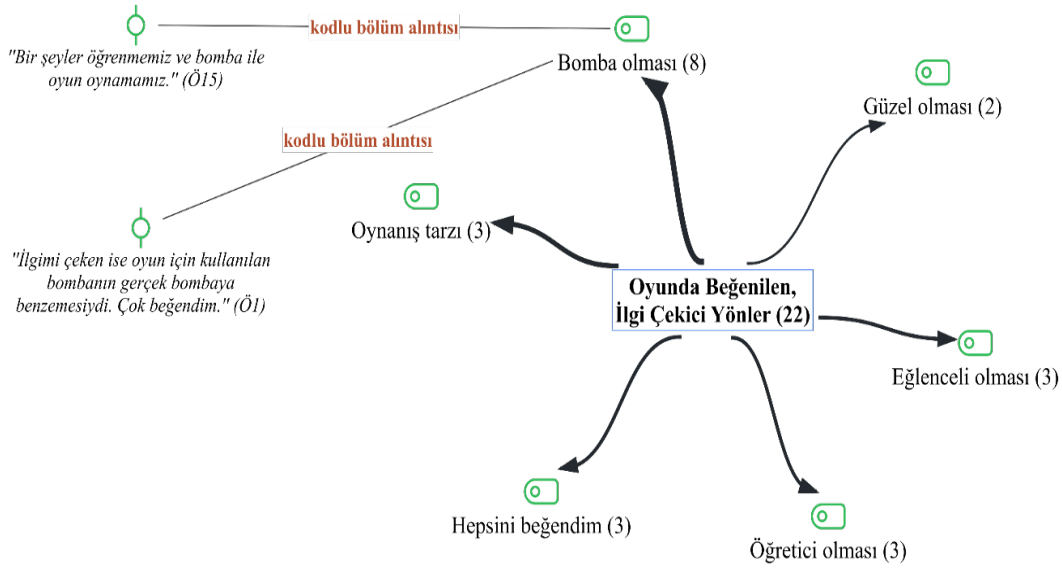 kodlu bölüm alıntısı
"Bir şeyler öğrenmemiz ve bomba ile
oyun oynamamız." (Ö15)
Bomba olması (8)
Güzel olması (2)
kodlu bölüm alıntısı
Oynanış tarzı (3)
"İlgimi çeken ise oyun için kullanılan
bombanın gerçek bombaya
benzemesiydi. Çok beğendim." (Ö1)
Oyunda Beğenilen,
İlgi Çekici Yönler (22)
Eğlenceli olması (3)
Hepsini beğendim (3)
Öğretici olması (3)